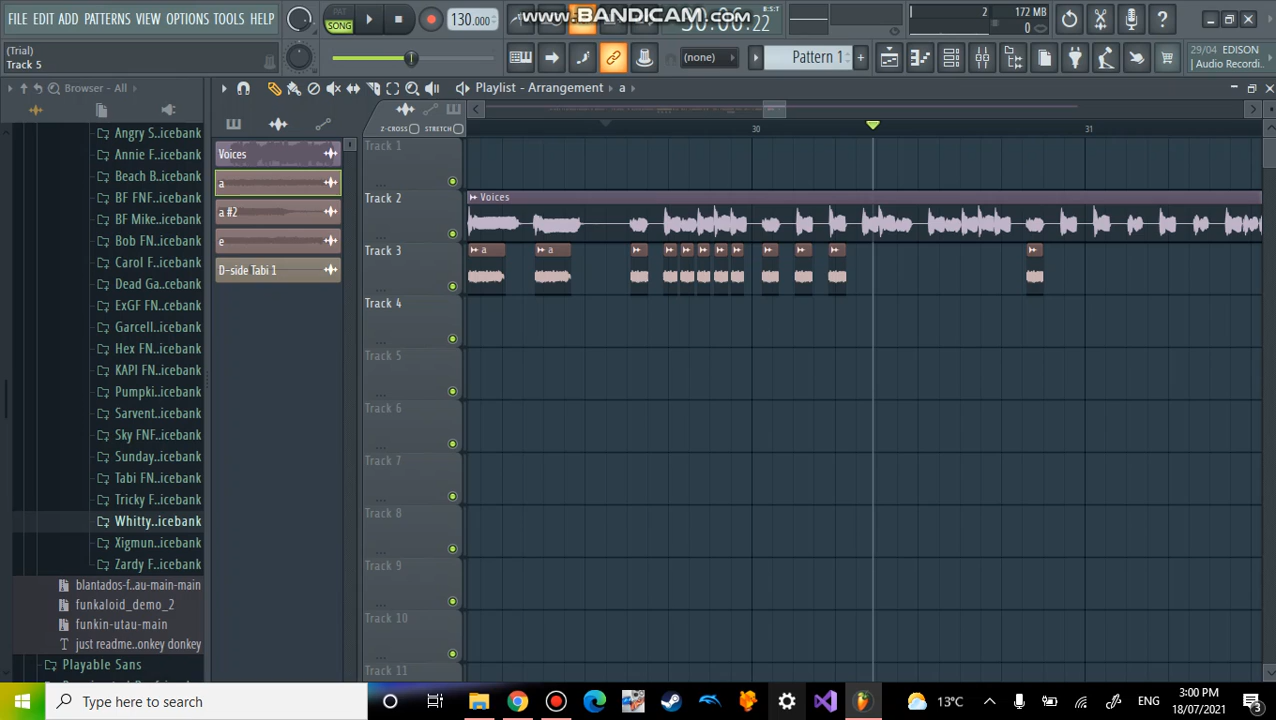 FILE EDIT ADD PATTERNS VIEW OPTIONS TOOLS HELP
PAT
SONG
130.000
www.BANDICAM.com
30:06:22
B:S:T
2
172 MB
0
(Trial)
Track 5
(none)
Pattern 1
29/04 EDISON
Audio Recordi..
Browser - All
Playlist - Arrangement
a
Z-CROSS
STRETCH
30
31
Angry S...icebank
Annie F...icebank
Beach B...icebank
BF FNF...icebank
BF Mike...icebank
Bob FN...icebank
Carol F...icebank
Dead Ga...icebank
ExGF FN...icebank
Garcell...icebank
Hex FN...icebank
KAPI FN...icebank
Pumpki...icebank
Sarvent...icebank
Sky FNF...icebank
Sunday...icebank
Tabi FN...icebank
Tricky F...icebank
Whitty..icebank
Xigmun...icebank
Zardy F...icebank
blantados-f...au-main-main
funkaloid_demo_2
funkin-utau-main
just readme...onkey donkey
Playable Sans
Voices
a
a #2
e
D-side Tabi 1
Track 1
Track 2
Voices
Track 3
a
a
Track 4
Track 5
Track 6
Track 7
Track 8
Track 9
Track 10
Track 11
Type here to search
13°C
ENG
3:00 PM
18/07/2021
3